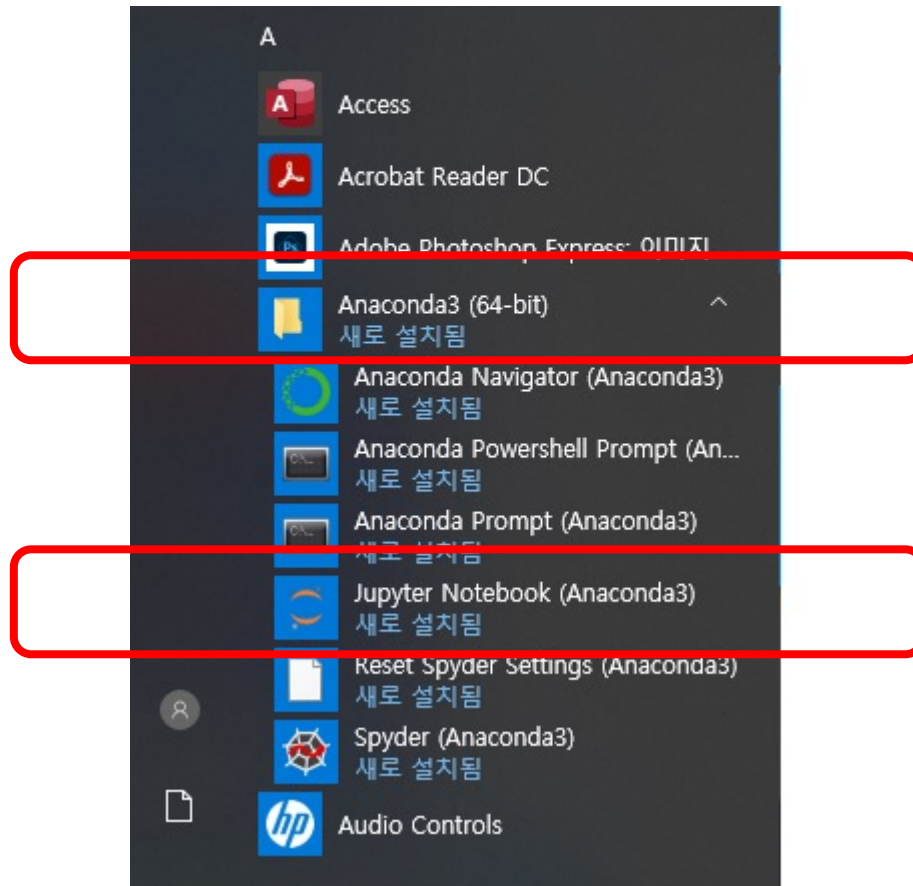 A
Access
Acrobat Reader DC
Adobe Photoshop Express: 이미지
Anaconda3 (64-bit)
새로 설치됨
Anaconda Navigator (Anaconda3)
새로 설치됨
Anaconda Powershell Prompt (An...
새로 설치됨
Anaconda Prompt (Anaconda3)
새로 설치됨
Jupyter Notebook (Anaconda3)
새로 설치됨
Reset Spyder Settings (Anaconda3)
새로 설치됨
Spyder (Anaconda3)
새로 설치됨
Audio Controls